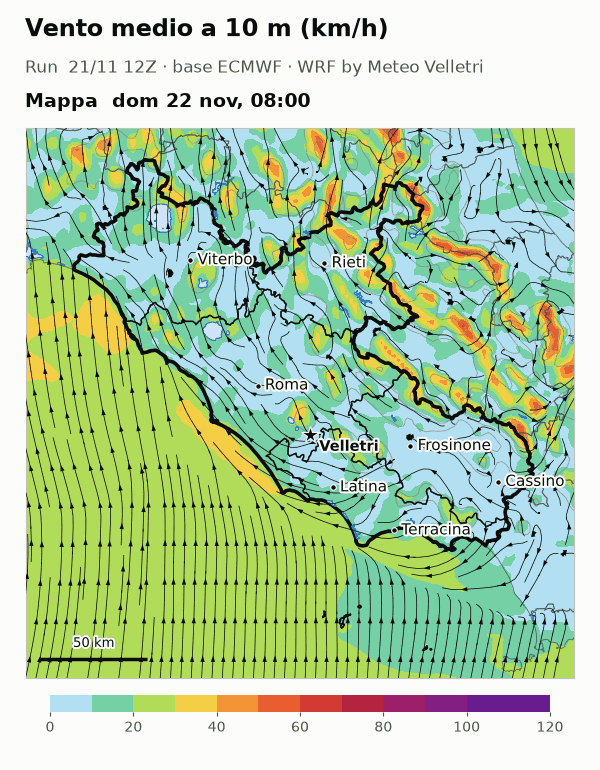 Vento medio a 10 m (km/h)
Run 21/11 12Z · base ECMWF · WRF by Meteo Velletri
Mappa dom 22 nov, 08:00
Viterbo
Rieti
Roma
Velletri
Frosinone
Cassino
Latina
Terracina
50 km
0 20 40 60 80 100 120